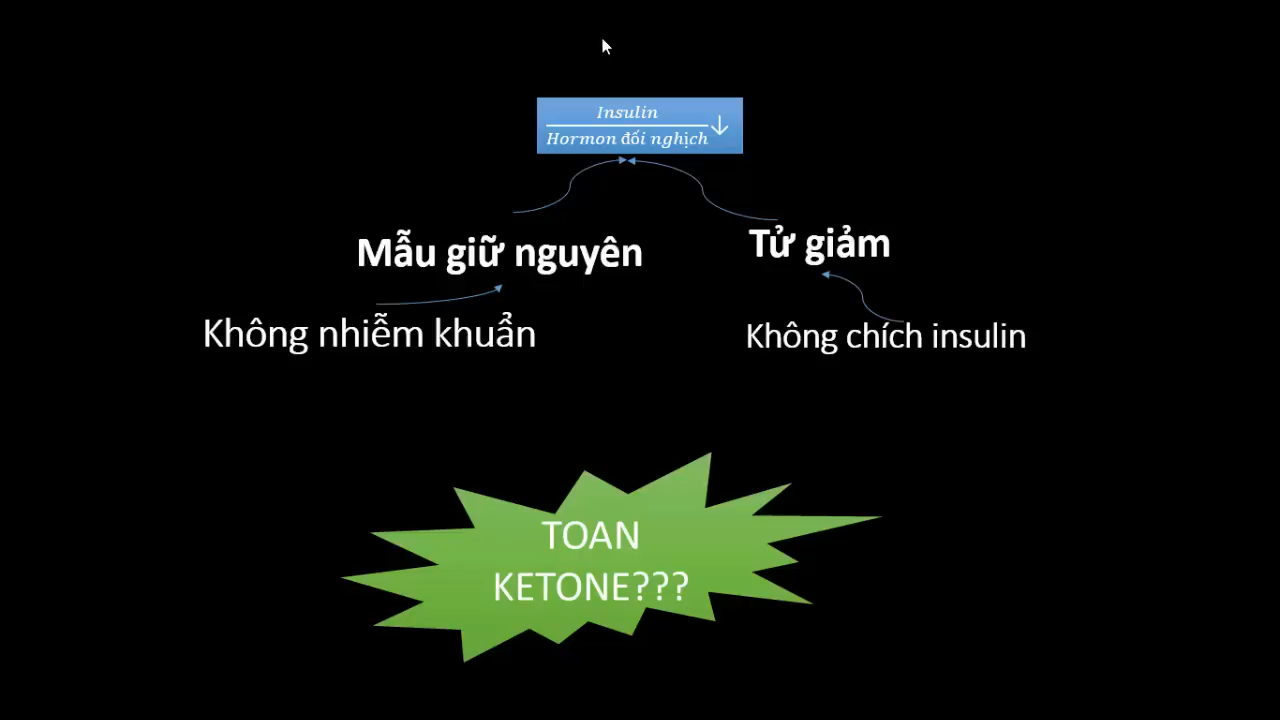 Insulin
Hormon đối nghịch ↓
Mẫu giữ nguyên
Tử giảm
Không nhiễm khuẩn
Không chích insulin
TOAN
KETONE???